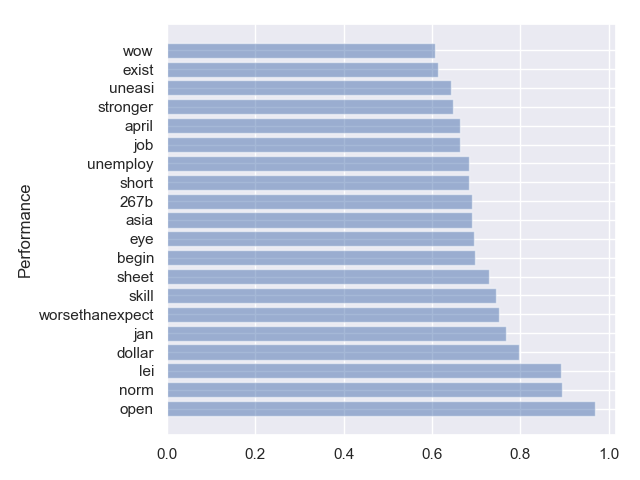 wow
exist
uneasi
stronger
april
job
unemploy
short
267b
asia
eye
begin
sheet
skill
worsethanexpect
jan
dollar
lei
norm
open
Performance
0.0 0.2 0.4 0.6 0.8 1.0